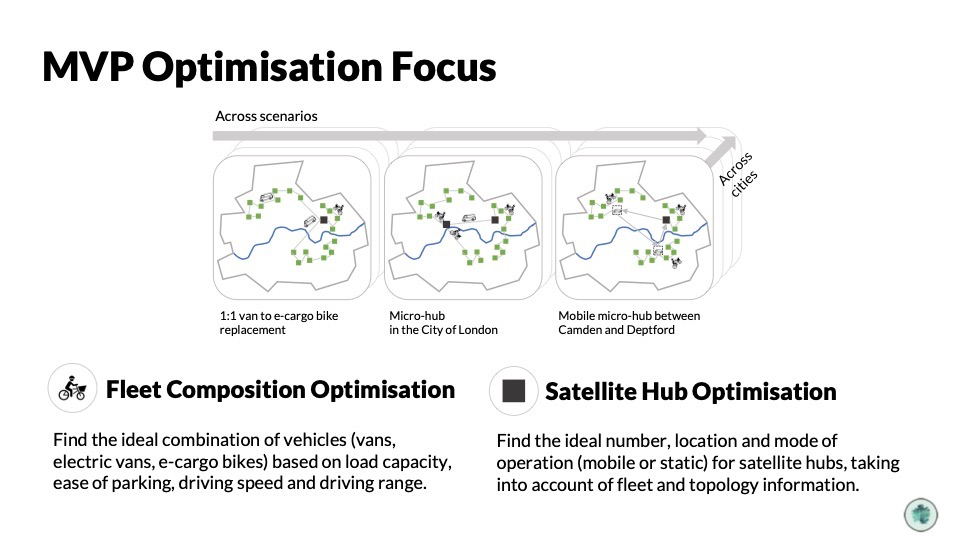 MVP Optimisation Focus
Across scenarios
Across
cities
1:1 van to e-cargo bike
replacement
Micro-hub
in the City of London
Mobile micro-hub between
Camden and Deptford
Fleet Composition Optimisation
Find the ideal combination of vehicles (vans,
electric vans, e-cargo bikes) based on load capacity,
ease of parking, driving speed and driving range.
Satellite Hub Optimisation
Find the ideal number, location and mode of
operation (mobile or static) for satellite hubs, taking
into account of fleet and topology information.